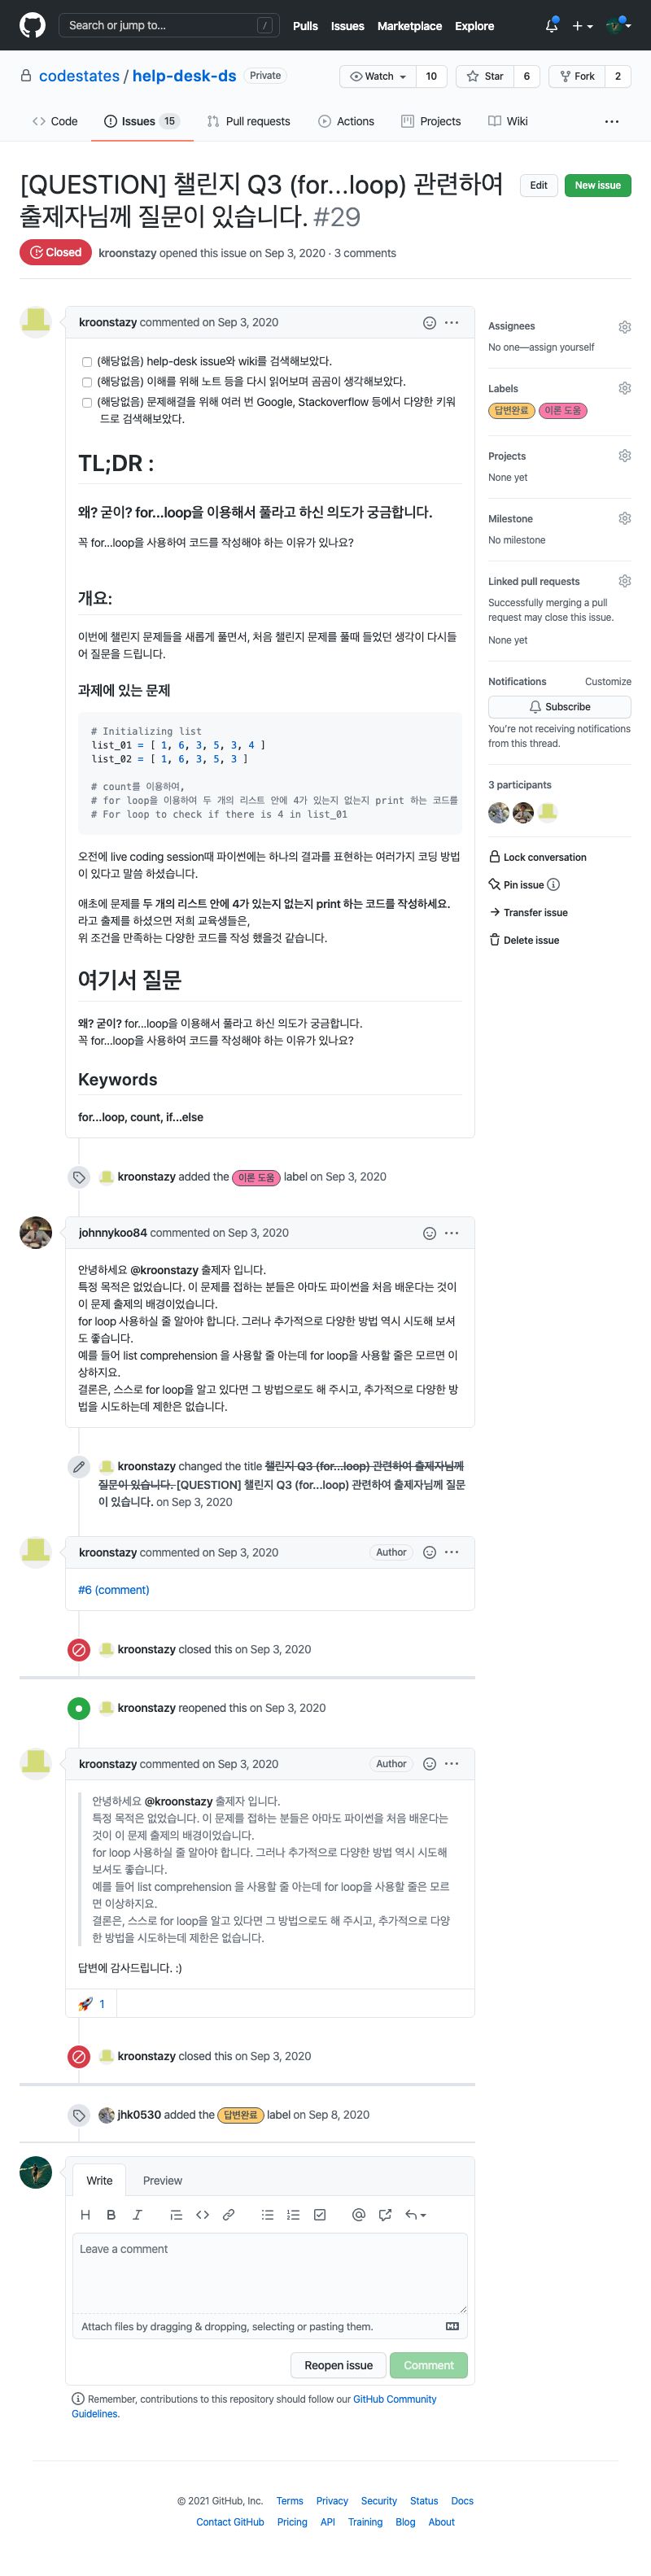 Search or jump to... /
Pulls Issues Marketplace Explore
codestates / help-desk-ds Private
Watch 10 Star 6 Fork 2
Code Issues 15 Pull requests Actions Projects Wiki
[QUESTION] 챌린지 Q3 (for...loop) 관련하여
출제자님께 질문이 있습니다. #29
Edit New issue
Closed kroonstazy opened this issue on Sep 3, 2020 · 3 comments
kroonstazy commented on Sep 3, 2020
(해당없음) help-desk issue와 wiki를 검색해보았다.
(해당없음) 이해를 위해 노트 등을 다시 읽어보며 곰곰이 생각해보았다.
(해당없음) 문제해결을 위해 여러 번 Google, Stackoverflow 등에서 다양한 키워
드로 검색해보았다.
TL;DR :
왜? 굳이? for...loop을 이용해서 풀라고 하신 의도가 궁금합니다.
꼭 for...loop을 사용하여 코드를 작성해야 하는 이유가 있나요?
개요:
이번에 챌린지 문제들을 새롭게 풀면서, 처음 챌린지 문제를 풀때 들었던 생각이 다시들
어 질문을 드립니다.
과제에 있는 문제
# Initializing list
list_01 = [ 1, 6, 3, 5, 3, 4 ]
list_02 = [ 1, 6, 3, 5, 3 ]
# count를 이용하여,
# for loop을 이용하여 두 개의 리스트 안에 4가 있는지 없는지 print 하는 코드를
# For loop to check if there is 4 in list_01
오전에 live coding session때 파이썬에는 하나의 결과를 표현하는 여러가지 코딩 방법
이 있다고 말씀 하셨습니다.
애초에 문제를 두 개의 리스트 안에 4가 있는지 없는지 print 하는 코드를 작성하세요.
라고 출제를 하셨으면 저희 교육생들은,
위 조건을 만족하는 다양한 코드를 작성 했을것 같습니다.
여기서 질문
왜? 굳이? for...loop을 이용해서 풀라고 하신 의도가 궁금합니다.
꼭 for...loop을 사용하여 코드를 작성해야 하는 이유가 있나요?
Keywords
for...loop, count, if...else
Assignees
No one—assign yourself
Labels
답변완료 이론 도움
Projects
None yet
Milestone
No milestone
Linked pull requests
Successfully merging a pull
request may close this issue.
None yet
Notifications Customize
Subscribe
You're not receiving notifications
from this thread.
3 participants
Lock conversation
Pin issue
Transfer issue
Delete issue
kroonstazy added the 이론 도움 label on Sep 3, 2020
johnnykoo84 commented on Sep 3, 2020
안녕하세요 @kroonstazy 출제자 입니다.
특정 목적은 없었습니다. 이 문제를 접하는 분들은 아마도 파이썬을 처음 배운다는 것이
이 문제 출제의 배경이었습니다.
for loop 사용하실 줄 알아야 합니다. 그러나 추가적으로 다양한 방법 역시 시도해 보셔
도 좋습니다.
예를 들어 list comprehension 을 사용할 줄 아는데 for loop을 사용할 줄은 모르면 이
상하지요.
결론은, 스스로 for loop을 알고 있다면 그 방법으로도 해 주시고, 추가적으로 다양한 방
법을 시도하는데 제한은 없습니다.
kroonstazy changed the title 챌린지 Q3 (for...loop) 관련하여 출제자님께
질문이 있습니다. [QUESTION] 챌린지 Q3 (for...loop) 관련하여 출제자님께 질문
이 있습니다. on Sep 3, 2020
kroonstazy commented on Sep 3, 2020 Author
#6 (comment)
kroonstazy closed this on Sep 3, 2020
kroonstazy reopened this on Sep 3, 2020
kroonstazy commented on Sep 3, 2020 Author
안녕하세요 @kroonstazy 출제자 입니다.
특정 목적은 없었습니다. 이 문제를 접하는 분들은 아마도 파이썬을 처음 배운다는
것이 이 문제 출제의 배경이었습니다.
for loop 사용하실 줄 알아야 합니다. 그러나 추가적으로 다양한 방법 역시 시도해
보셔도 좋습니다.
예를 들어 list comprehension 을 사용할 줄 아는데 for loop을 사용할 줄은 모르
면 이상하지요.
결론은, 스스로 for loop을 알고 있다면 그 방법으로도 해 주시고, 추가적으로 다양
한 방법을 시도하는데 제한은 없습니다.
답변에 감사드립니다. :)
🚀 1
kroonstazy closed this on Sep 3, 2020
jhk0530 added the 답변완료 label on Sep 8, 2020
Write Preview
Leave a comment
Attach files by dragging & dropping, selecting or pasting them.
Reopen issue Comment
Remember, contributions to this repository should follow our GitHub Community
Guidelines.
© 2021 GitHub, Inc. Terms Privacy Security Status Docs
Contact GitHub Pricing API Training Blog About